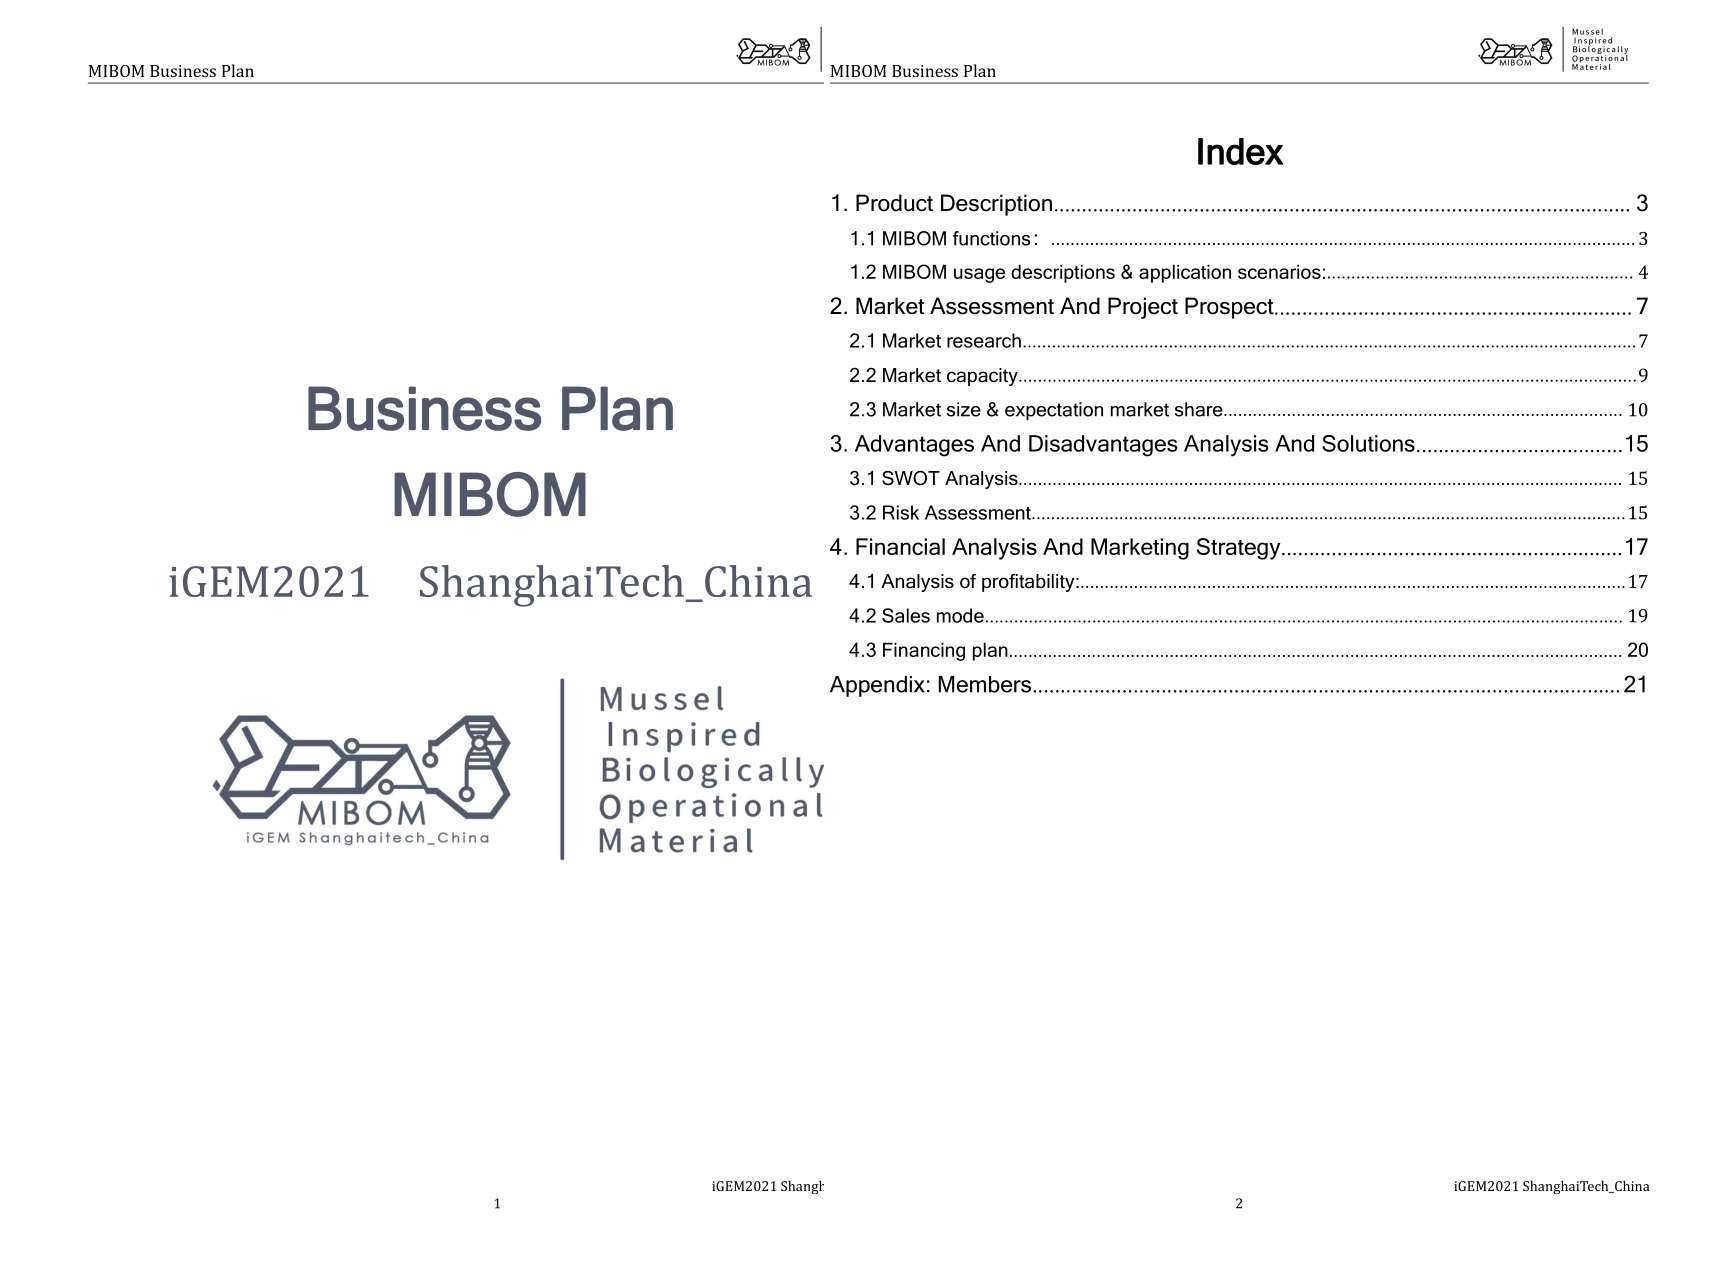 MIBOM Business Plan
MIBOM
Business Plan
MIBOM
iGEM2021 ShanghaiTech_China
MIBOM
iGEM Shanghaitech_China
Mussel
Inspired
Biologically
Operational
Material
iGEM2021 Shangh
1
MIBOM Business Plan
MIBOM
Mussel
Inspired
Biologically
Operational
Material
Index
1. Product Description........................................ 3
1.1 MIBOM functions： ........................................ 3
1.2 MIBOM usage descriptions & application scenarios:........................................ 4
2. Market Assessment And Project Prospect........................................ 7
2.1 Market research........................................7
2.2 Market capacity........................................9
2.3 Market size & expectation market share........................................ 10
3. Advantages And Disadvantages Analysis And Solutions........................................15
3.1 SWOT Analysis........................................ 15
3.2 Risk Assessment........................................15
4. Financial Analysis And Marketing Strategy........................................17
4.1 Analysis of profitability:........................................17
4.2 Sales mode........................................ 19
4.3 Financing plan........................................ 20
Appendix: Members........................................21
iGEM2021 ShanghaiTech_China
2